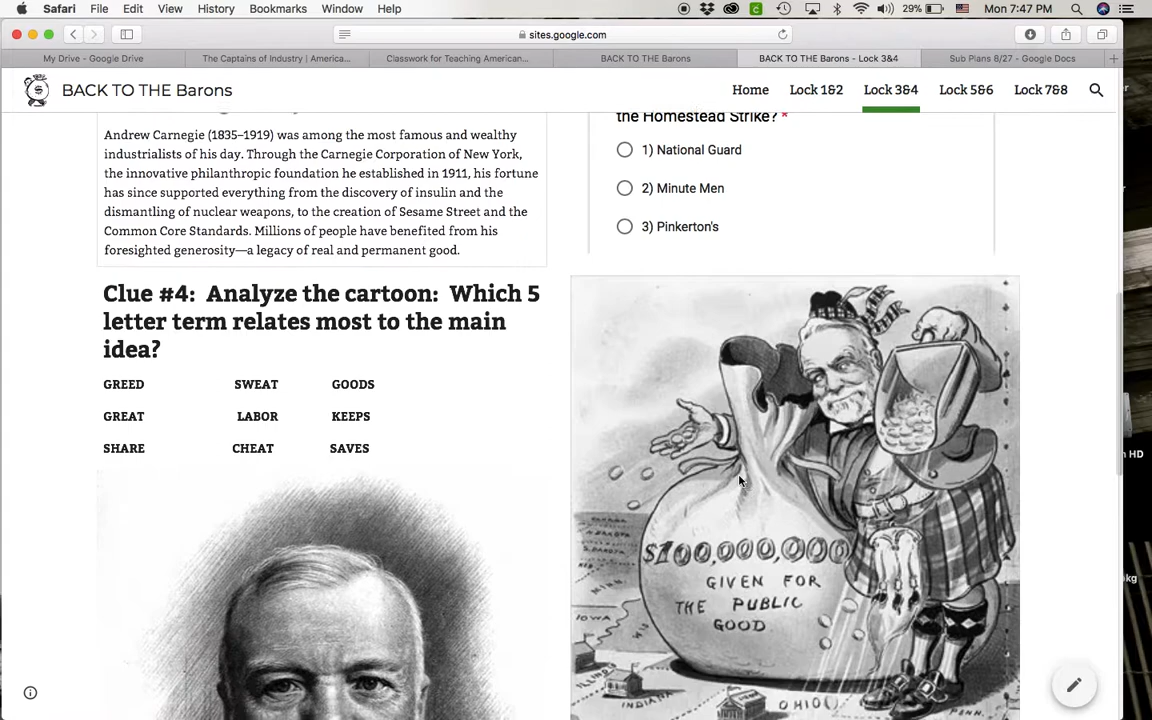 Safari File Edit View History Bookmarks Window Help 29% Mon 7:47 PM
sites.google.com
My Drive - Google Drive
The Captains of Industry | America...
Classwork for Teaching American...
BACK TO THE Barons
BACK TO THE Barons - Lock 3&4
Sub Plans 8/27 - Google Docs
BACK TO THE Barons
Home Lock 1&2 Lock 3&4 Lock 5&6 Lock 7&8
Andrew Carnegie (1835–1919) was among the most famous and wealthy
industrialists of his day. Through the Carnegie Corporation of New York,
the innovative philanthropic foundation he established in 1911, his fortune
has since supported everything from the discovery of insulin and the
dismantling of nuclear weapons, to the creation of Sesame Street and the
Common Core Standards. Millions of people have benefited from his
foresighted generosity—a legacy of real and permanent good.
the Homestead Strike? *
1) National Guard
2) Minute Men
3) Pinkerton's
Clue #4: Analyze the cartoon: Which 5
letter term relates most to the main
idea?
GREED SWEAT GOODS
GREAT LABOR KEEPS
SHARE CHEAT SAVES
$100,000,000
GIVEN FOR
THE PUBLIC
GOOD
CANADA
N.DAKOTA
S.DAKOTA
MINN.
IOWA
WIS
ILLINOIS
INDIANA
OHIO
PENN.
HD